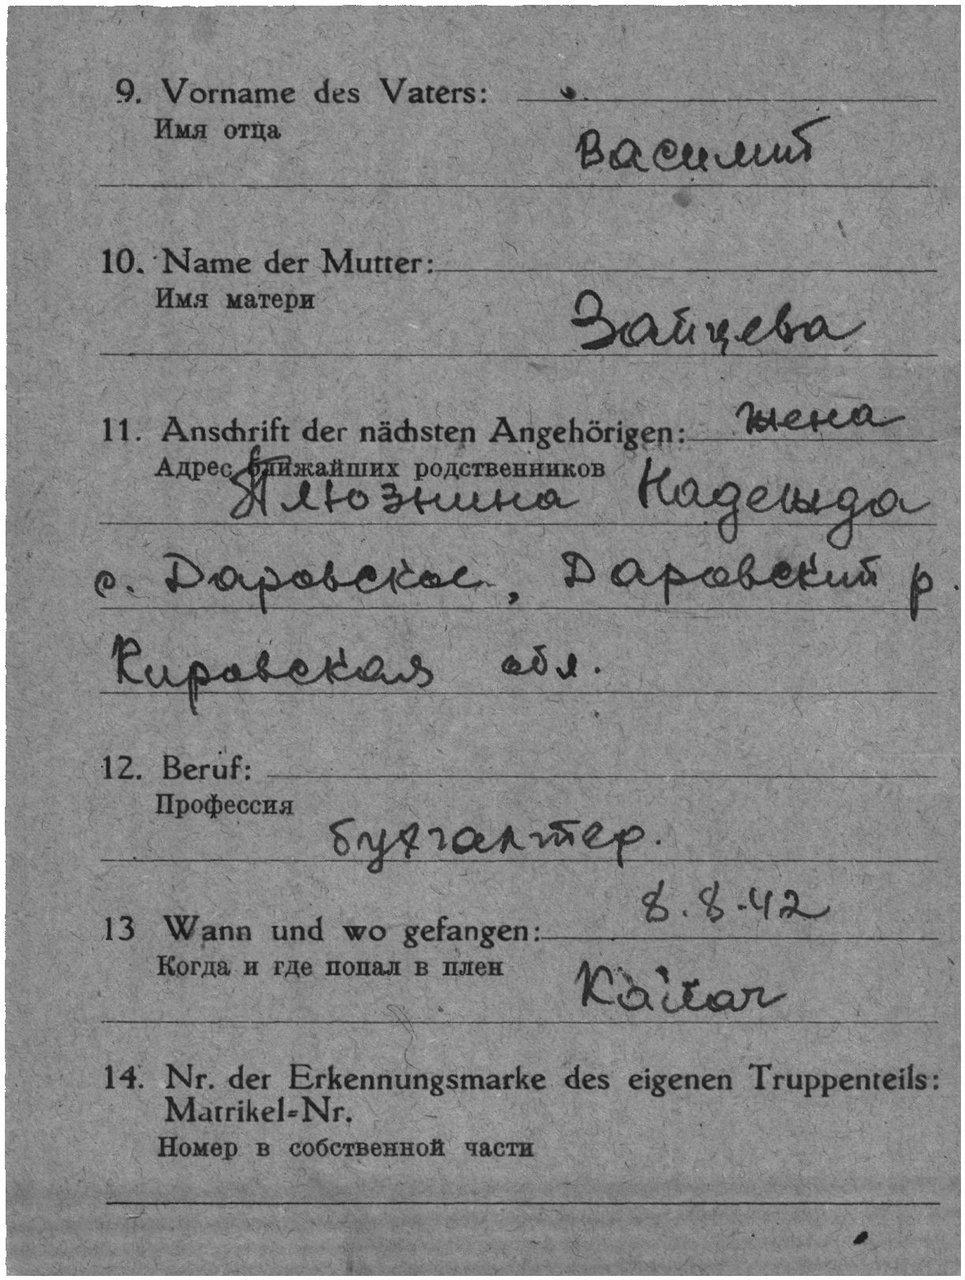 9. Vorname des Vaters:
Имя отца
Василий
10. Name der Mutter:
Имя матери
Зайцева
11. Anschrift der nächsten Angehörigen: жена
Адрес ближайших родственников
Надежда
с. Даровское, Даровский р.
Кировская обл.
12. Beruf:
Профессия
бухгалтер.
8.8-42
13 Wann und wo gefangen:
Когда и где попал в плен
Калач
14. Nr. der Erkennungsmarke des eigenen Truppenteils:
Matrikel-Nr.
Номер в собственной части